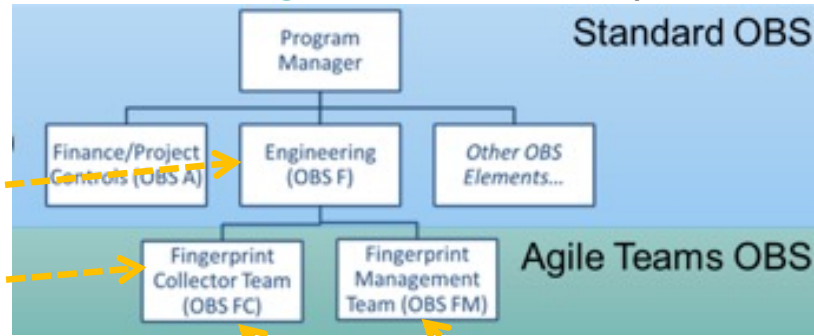 Standard OBS
Program
Manager
Finance/Project
Controls (OBS A)
Engineering
(OBS F)
Other OBS
Elements...
Agile Teams OBS
Fingerprint
Collector Team
(OBS FC)
Fingerprint
Management
Team (OBS FM)